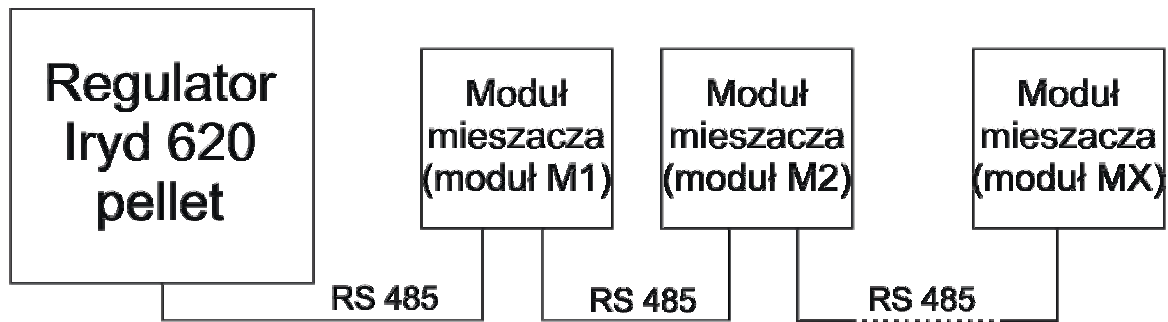 Regulator
Iryd 620
pellet
Moduł
mieszacza
(moduł M1)
Moduł
mieszacza
(moduł M2)
Moduł
mieszacza
(moduł MX)
RS 485
RS 485
RS 485